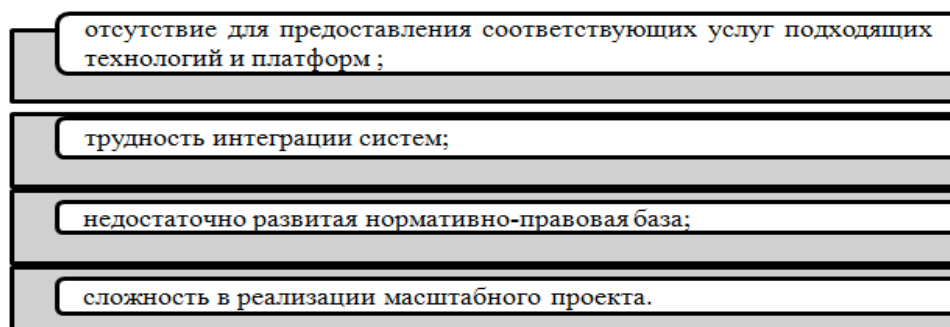 отсутствие для предоставления соответствующих услуг подходящих
технологий и платформ ;
трудность интеграции систем;
недостаточно развитая нормативно-правовая база;
сложность в реализации масштабного проекта.